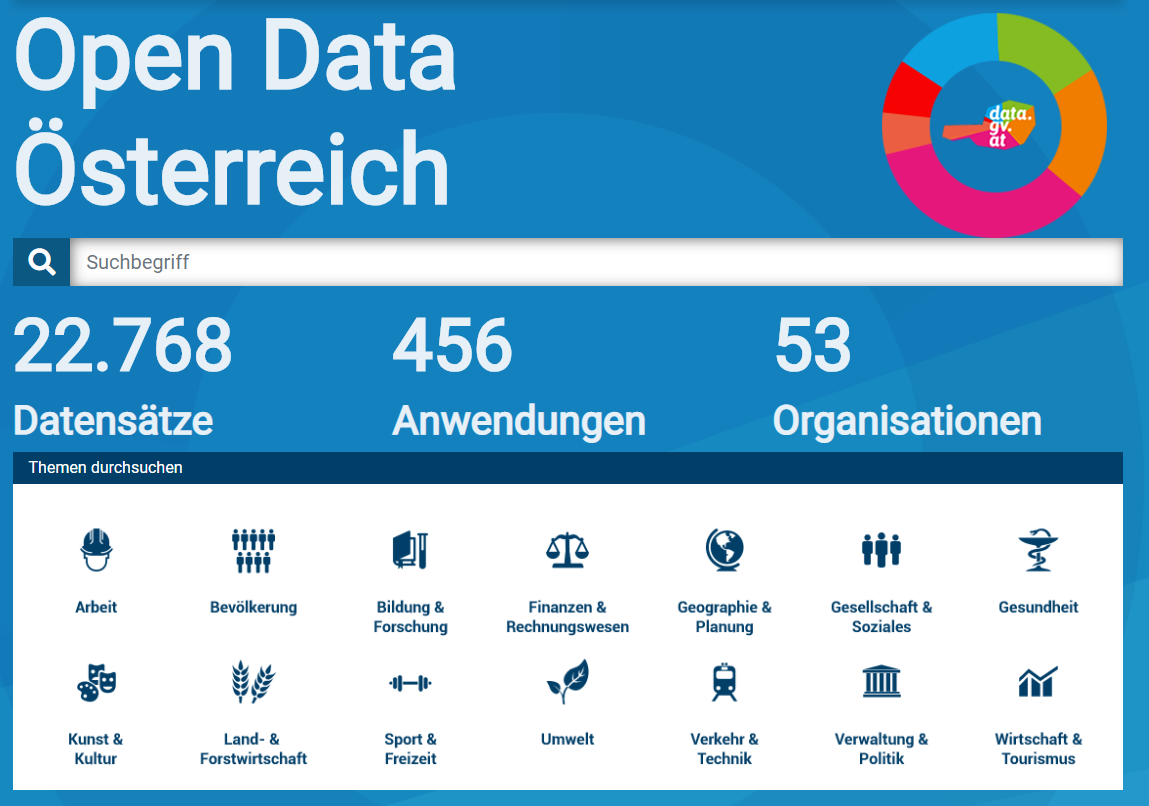 Open Data
Österreich
data.
gv.
at
Suchbegriff
22.768
456
53
Datensätze
Anwendungen
Organisationen
Themen durchsuchen
Arbeit
Bevölkerung
Bildung &
Forschung
Finanzen &
Rechnungswesen
Geographie &
Planung
Gesellschaft &
Soziales
Gesundheit
Kunst &
Kultur
Land- &
Forstwirtschaft
Sport &
Freizeit
Umwelt
Verkehr &
Technik
Verwaltung &
Politik
Wirtschaft &
Tourismus